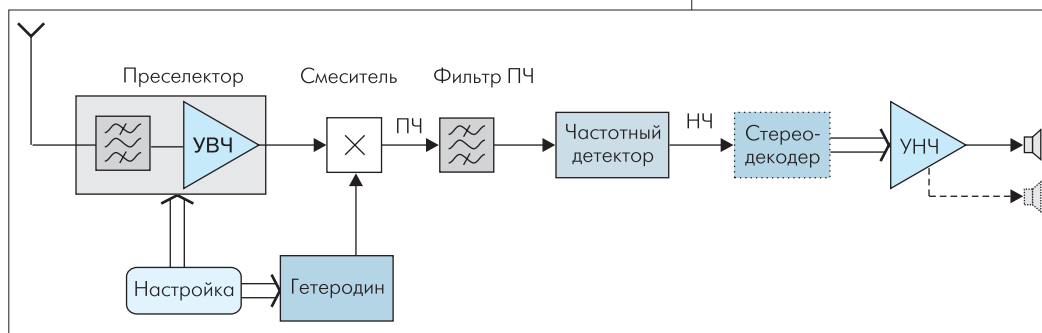 Преселектор
Смеситель
Фильтр ПЧ
УВЧ
ПЧ
Частотный
детектор
НЧ
Стерео-
декодер
УНЧ
Настройка
Гетеродин